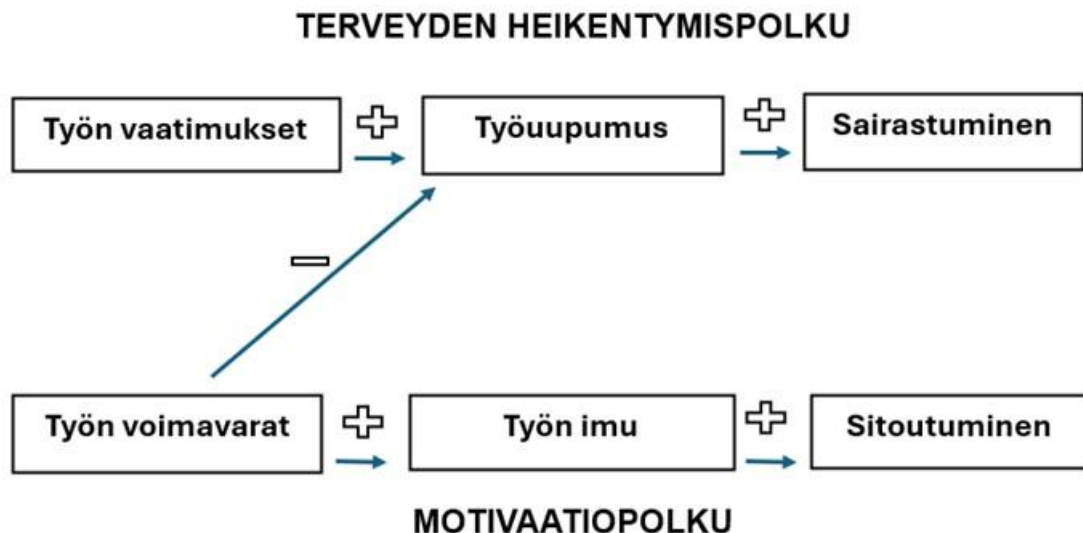 TERVEYDEN HEIKENTYMISPOLKU
Työn vaatimukset
Työuupumus
Sairastuminen
Työn voimavarat
Työn imu
Sitoutuminen
MOTIVAATIOPOLKU